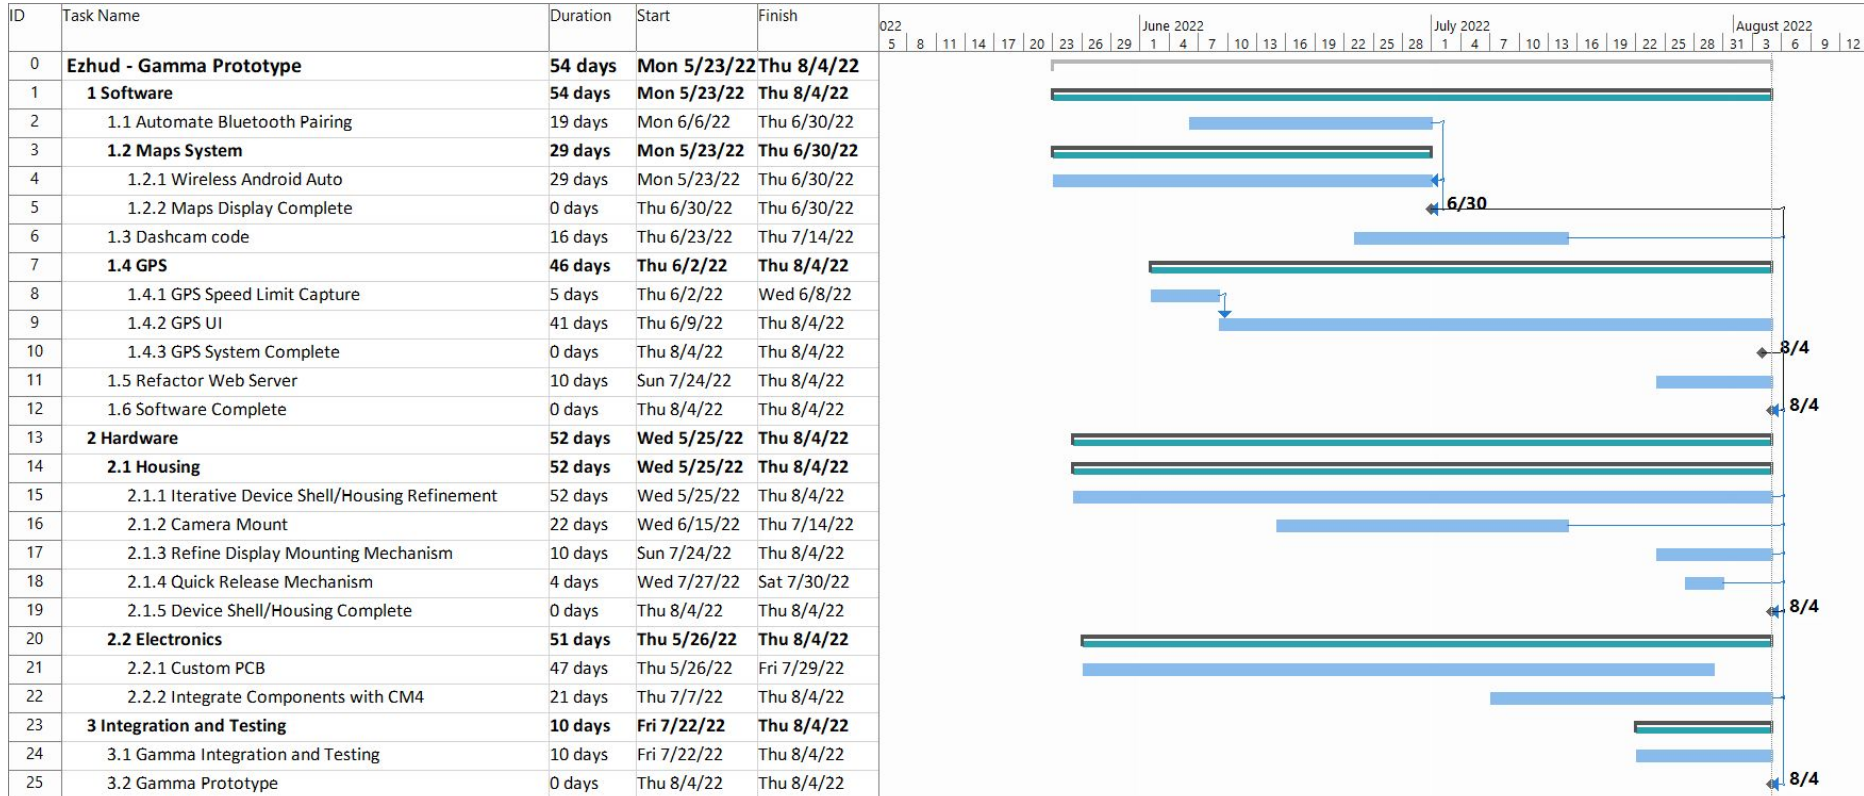 ID Task Name Duration Start Finish
022 June 2022 July 2022 August 2022
5 8 11 14 17 20 23 26 29 1 4 7 10 13 16 19 22 25 28 1 4 7 10 13 16 19 22 25 28 31 3 6 9 12
0 Ezhud - Gamma Prototype 54 days Mon 5/23/22 Thu 8/4/22
1 1 Software 54 days Mon 5/23/22 Thu 8/4/22
2 1.1 Automate Bluetooth Pairing 19 days Mon 6/6/22 Thu 6/30/22
3 1.2 Maps System 29 days Mon 5/23/22 Thu 6/30/22
4 1.2.1 Wireless Android Auto 29 days Mon 5/23/22 Thu 6/30/22
5 1.2.2 Maps Display Complete 0 days Thu 6/30/22 Thu 6/30/22 6/30
6 1.3 Dashcam code 16 days Thu 6/23/22 Thu 7/14/22
7 1.4 GPS 46 days Thu 6/2/22 Thu 8/4/22
8 1.4.1 GPS Speed Limit Capture 5 days Thu 6/2/22 Wed 6/8/22
9 1.4.2 GPS UI 41 days Thu 6/9/22 Thu 8/4/22
10 1.4.3 GPS System Complete 0 days Thu 8/4/22 Thu 8/4/22 8/4
11 1.5 Refactor Web Server 10 days Sun 7/24/22 Thu 8/4/22
12 1.6 Software Complete 0 days Thu 8/4/22 Thu 8/4/22 8/4
13 2 Hardware 52 days Wed 5/25/22 Thu 8/4/22
14 2.1 Housing 52 days Wed 5/25/22 Thu 8/4/22
15 2.1.1 Iterative Device Shell/Housing Refinement 52 days Wed 5/25/22 Thu 8/4/22
16 2.1.2 Camera Mount 22 days Wed 6/15/22 Thu 7/14/22
17 2.1.3 Refine Display Mounting Mechanism 10 days Sun 7/24/22 Thu 8/4/22
18 2.1.4 Quick Release Mechanism 4 days Wed 7/27/22 Sat 7/30/22
19 2.1.5 Device Shell/Housing Complete 0 days Thu 8/4/22 Thu 8/4/22 8/4
20 2.2 Electronics 51 days Thu 5/26/22 Thu 8/4/22
21 2.2.1 Custom PCB 47 days Thu 5/26/22 Fri 7/29/22
22 2.2.2 Integrate Components with CM4 21 days Thu 7/7/22 Thu 8/4/22
23 3 Integration and Testing 10 days Fri 7/22/22 Thu 8/4/22
24 3.1 Gamma Integration and Testing 10 days Fri 7/22/22 Thu 8/4/22
25 3.2 Gamma Prototype 0 days Thu 8/4/22 Thu 8/4/22 8/4